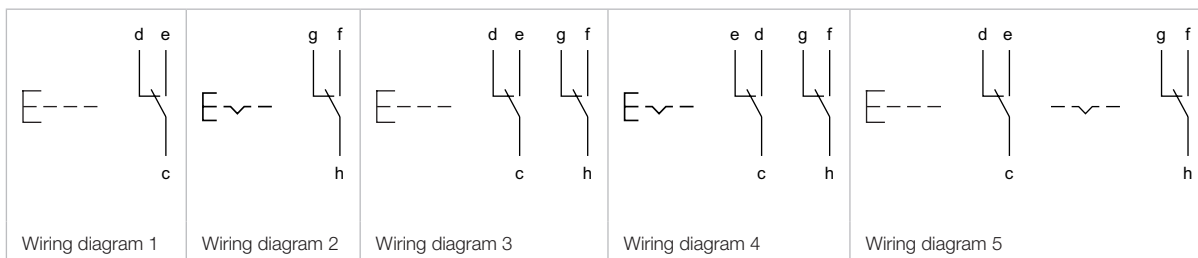 d e
g f
d e g f
e d g f
d e g f
c
h
c h
c h
c h
Wiring diagram 1
Wiring diagram 2
Wiring diagram 3
Wiring diagram 4
Wiring diagram 5